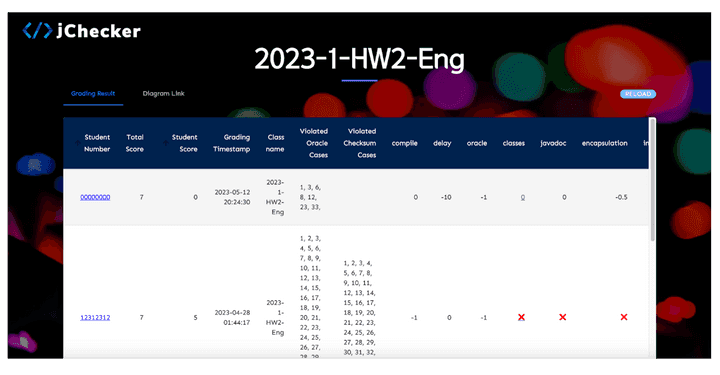 </> jChecker
2023-1-HW2-Eng
Grading Result Diagram Link RELOAD
Student Number Total Score Student Score Grading Timestamp Class name Violated Oracle Cases Violated Checksum Cases compile delay oracle classes javadoc encapsulation in
00000000 7 0 2023-05-12 20:24:30 2023-1-HW2-Eng 1, 3, 6, 8, 12, 23, 33, 0 -10 -1 0 0 -0.5
12312312 7 5 2023-04-28 01:44:17 2023-1-HW2-Eng 1, 2, 3, 4, 5, 6, 7, 8, 9, 10, 11, 12, 13, 14, 15, 16, 17, 18, 19, 20, 21, 22, 23, 24, 25, 26, 27, 28, 29, 1, 2, 3, 4, 5, 6, 7, 8, 9, 10, 11, 12, 13, 14, 15, 16, 17, 18, 19, 20, 21, 22, 23, 24, 25, 26, 27, 28, 29, 30, 31, 32, -1 0 -1 ❌ ❌ ❌